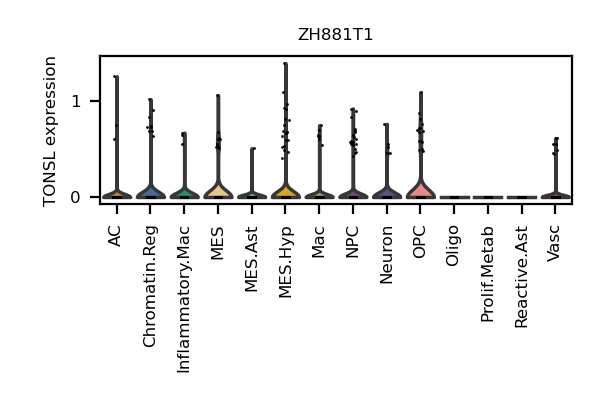 ZH881T1
TONSL expression
1
0
AC
Chromatin.Reg
Inflammatory.Mac
MES
MES.Ast
MES.Hyp
Mac
NPC
Neuron
OPC
Oligo
Prolif.Metab
Reactive.Ast
Vasc